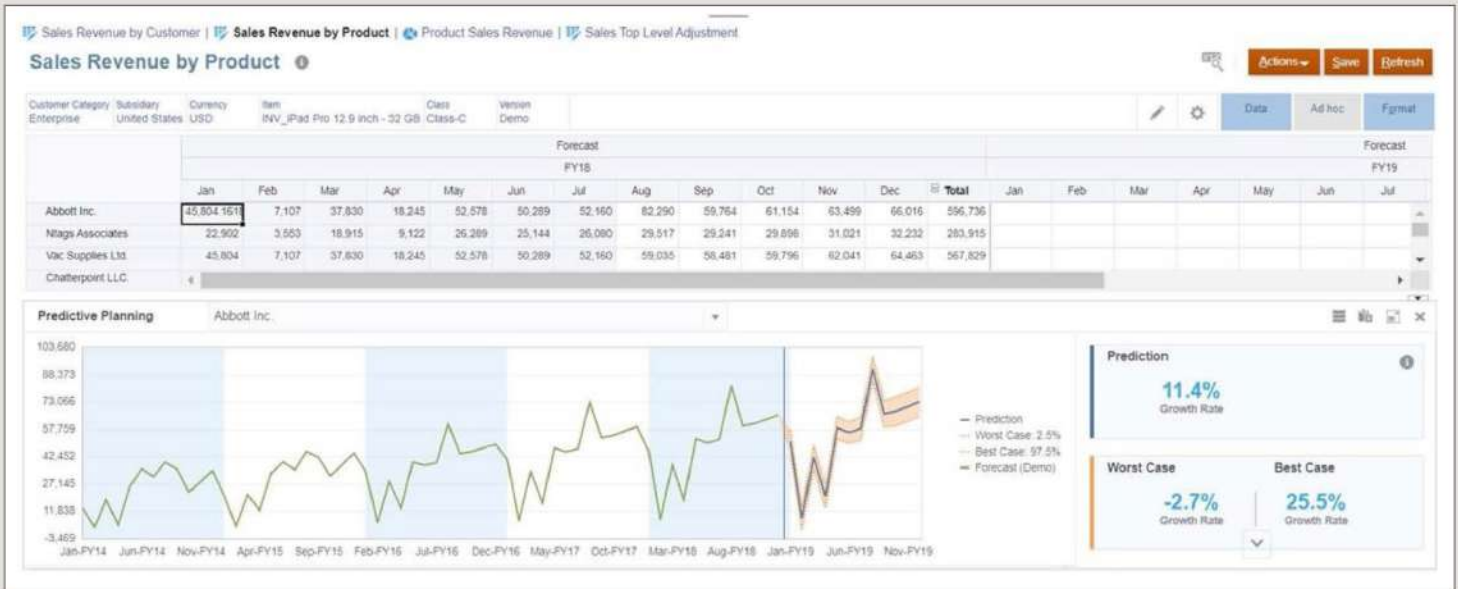 Sales Revenue by Customer | Sales Revenue by Product | Product Sales Revenue | Sales Top Level Adjustment
Sales Revenue by Product
Actions Save Refresh
Customer Category Subsidiary Currency Item Class Version
Enterprise United States USD INV_iPad Pro 12.9 inch - 32 GB Class-C Demo
Data Ad hoc Format
Forecast Forecast
FY18 FY19
Jan Feb Mar Apr May Jun Jul Aug Sep Oct Nov Dec Total Jan Feb Mar Apr May Jun Jul
Abbott Inc. 45,804.161 7,107 37,830 18,245 52,578 50,289 52,160 82,290 59,764 61,154 63,499 66,016 596,736
Ntags Associates 22,902 3,553 18,915 9,122 26,289 25,144 26,080 29,517 29,241 29,898 31,021 32,232 283,915
Vac Supplies Ltd. 45,804 7,107 37,830 18,245 52,578 50,289 52,160 59,035 58,481 59,796 62,041 64,463 567,829
Chatterpoint LLC
Predictive Planning Abbott Inc.
103,680
88,373
73,066
57,759
42,452
27,145
11,838
-3,469
Jan-FY14 Jun-FY14 Nov-FY14 Apr-FY15 Sep-FY15 Feb-FY16 Jul-FY16 Dec-FY16 May-FY17 Oct-FY17 Mar-FY18 Aug-FY18 Jan-FY19 Jun-FY19 Nov-FY19
Prediction
Worst Case: 2.5%
Best Case: 97.5%
Forecast (Demo)
Prediction
11.4%
Growth Rate
Worst Case Best Case
-2.7% 25.5%
Growth Rate Growth Rate